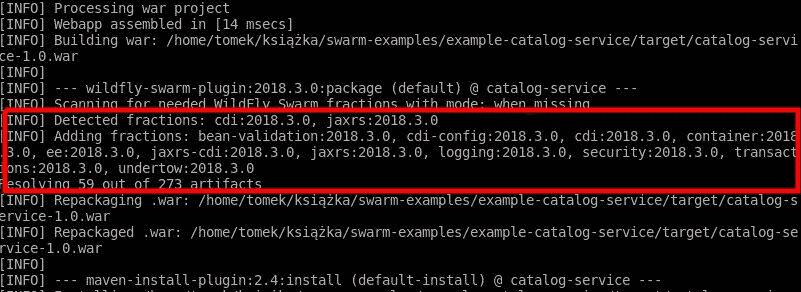 [INFO] Processing war project
[INFO] Webapp assembled in [14 msecs]
[INFO] Building war: /home/tomek/książka/swarm-examples/example-catalog-service/target/catalog-servi
ce-1.0.war
[INFO]
[INFO] --- wildfly-swarm-plugin:2018.3.0:package (default) @ catalog-service ---
[INFO] Scanning for needed WildFly Swarm fractions with mode: when_missing
[INFO] Detected fractions: cdi:2018.3.0, jaxrs:2018.3.0
[INFO] Adding fractions: bean-validation:2018.3.0, cdi-config:2018.3.0, cdi:2018.3.0, container:2018
.3.0, ee:2018.3.0, jaxrs-cdi:2018.3.0, jaxrs:2018.3.0, logging:2018.3.0, security:2018.3.0, transact
ions:2018.3.0, undertow:2018.3.0
Resolving 59 out of 273 artifacts
[INFO] Repackaging .war: /home/tomek/książka/swarm-examples/example-catalog-service/target/catalog-s
ervice-1.0.war
[INFO] Repackaged .war: /home/tomek/książka/swarm-examples/example-catalog-service/target/catalog-se
rvice-1.0.war
[INFO]
[INFO] --- maven-install-plugin:2.4:install (default-install) @ catalog-service ---